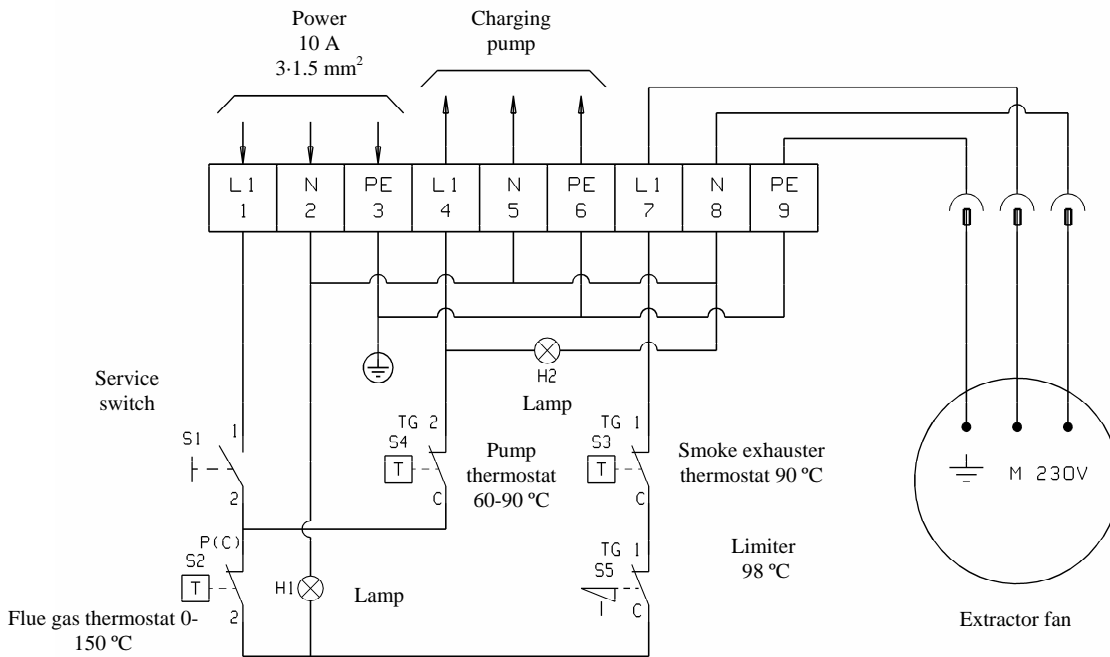 Power
10 A
3·1.5 mm²
Charging
pump
L1 N PE L1 N PE L1 N PE
1 2 3 4 5 6 7 8 9
H2
Lamp
Service
switch
S1
1
2
TG 2
S4
T
C
Pump
thermostat
60-90 ºC
TG 1
S3
T
C
Smoke exhauster
thermostat 90 ºC
M 230V
P(C)
S2
T
2
Flue gas thermostat 0-
150 ºC
H1
Lamp
TG 1
S5
C
Limiter
98 ºC
Extractor fan